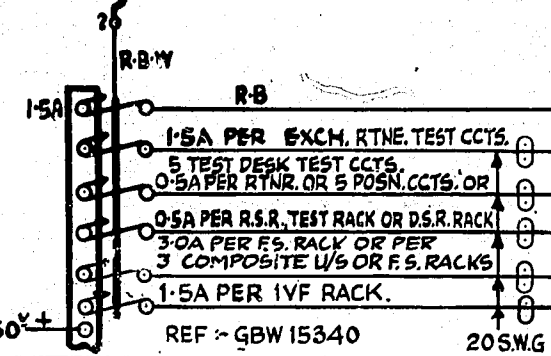 R·B·W
R·B
1·5A
1·5A PER EXCH. RTNE. TEST CCTS.
5 TEST DESK TEST CCTS.
0·5A PER RTNR. OR 5 POSN. CCTS. OR
0·5A PER R.S.R., TEST RACK OR D.S.R. RACK
3·0A PER F.S. RACK OR PER
3 COMPOSITE U/S OR F.S. RACKS
1·5A PER 1VF RACK.
50V +
REF :- GBW 15340
20 S.W.G